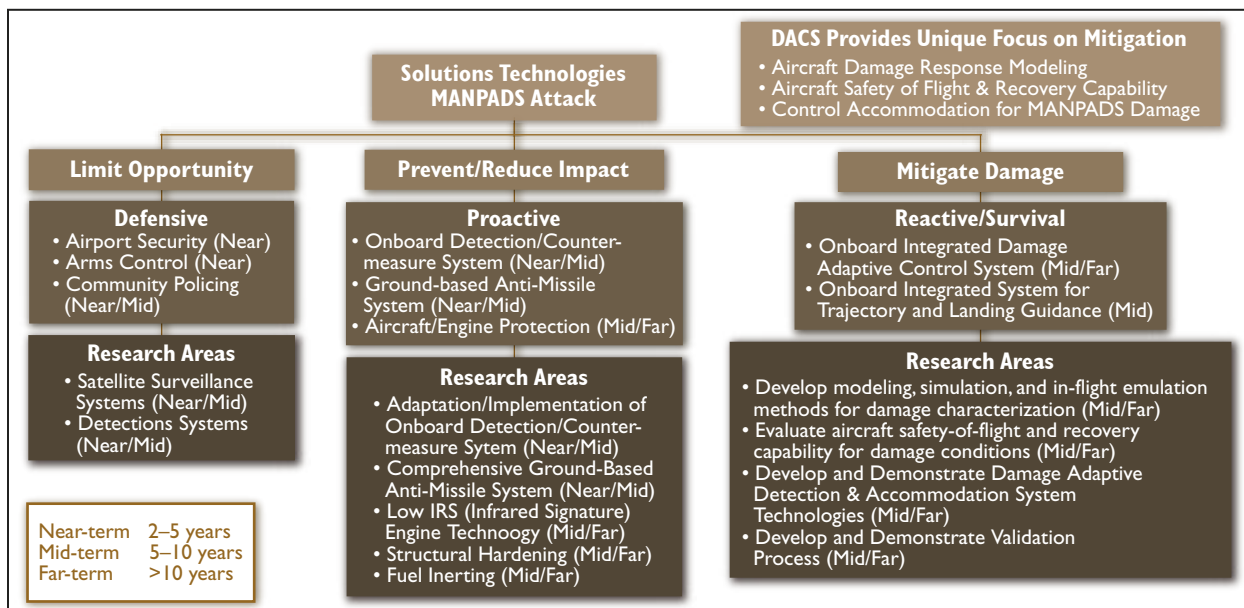 DACS Provides Unique Focus on Mitigation
• Aircraft Damage Response Modeling
• Aircraft Safety of Flight & Recovery Capability
• Control Accommodation for MANPADS Damage
Solutions Technologies
MANPADS Attack
Limit Opportunity
Defensive
• Airport Security (Near)
• Arms Control (Near)
• Community Policing
(Near/Mid)
Research Areas
• Satellite Surveillance
Systems (Near/Mid)
• Detections Systems
(Near/Mid)
Prevent/Reduce Impact
Proactive
• Onboard Detection/Counter-
measure System (Near/Mid)
• Ground-based Anti-Missile
System (Near/Mid)
• Aircraft/Engine Protection (Mid/Far)
Research Areas
• Adaptation/Implementation of
Onboard Detection/Counter-
measure Sytem (Near/Mid)
• Comprehensive Ground-Based
Anti-Missile System (Near/Mid)
• Low IRS (Infrared Signature)
Engine Technoogy (Mid/Far)
• Structural Hardening (Mid/Far)
• Fuel Inerting (Mid/Far)
Mitigate Damage
Reactive/Survival
• Onboard Integrated Damage
Adaptive Control System (Mid/Far)
• Onboard Integrated System for
Trajectory and Landing Guidance (Mid)
Research Areas
• Develop modeling, simulation, and in-flight emulation
methods for damage characterization (Mid/Far)
• Evaluate aircraft safety-of-flight and recovery
capability for damage conditions (Mid/Far)
• Develop and Demonstrate Damage Adaptive
Detection & Accommodation System
Technologies (Mid/Far)
• Develop and Demonstrate Validation
Process (Mid/Far)
Near-term 2–5 years
Mid-term 5–10 years
Far-term >10 years